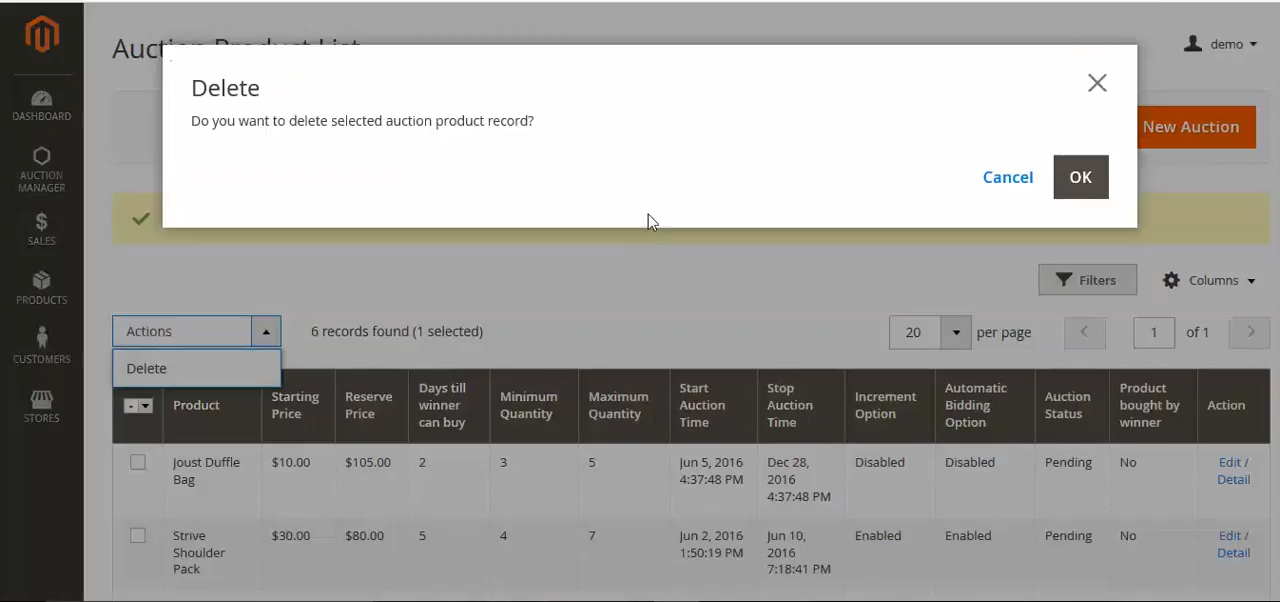 Auction Product List
demo
Delete
Do you want to delete selected auction product record?
Cancel
OK
New Auction
DASHBOARD
AUCTION
MANAGER
SALES
PRODUCTS
CUSTOMERS
STORES
Filters
Columns
Actions
6 records found (1 selected)
20
per page
1
of 1
Delete
Product
Starting
Price
Reserve
Price
Days till
winner
can buy
Minimum
Quantity
Maximum
Quantity
Start
Auction
Time
Stop
Auction
Time
Increment
Option
Automatic
Bidding
Option
Auction
Status
Product
bought by
winner
Action
Joust Duffle
Bag
$10.00
$105.00
2
3
5
Jun 5, 2016
4:37:48 PM
Dec 28,
2016
4:37:48 PM
Disabled
Disabled
Pending
No
Edit /
Detail
Strive
Shoulder
Pack
$30.00
$80.00
5
4
7
Jun 2, 2016
1:50:19 PM
Jun 10,
2016
7:18:41 PM
Enabled
Enabled
Pending
No
Edit /
Detail